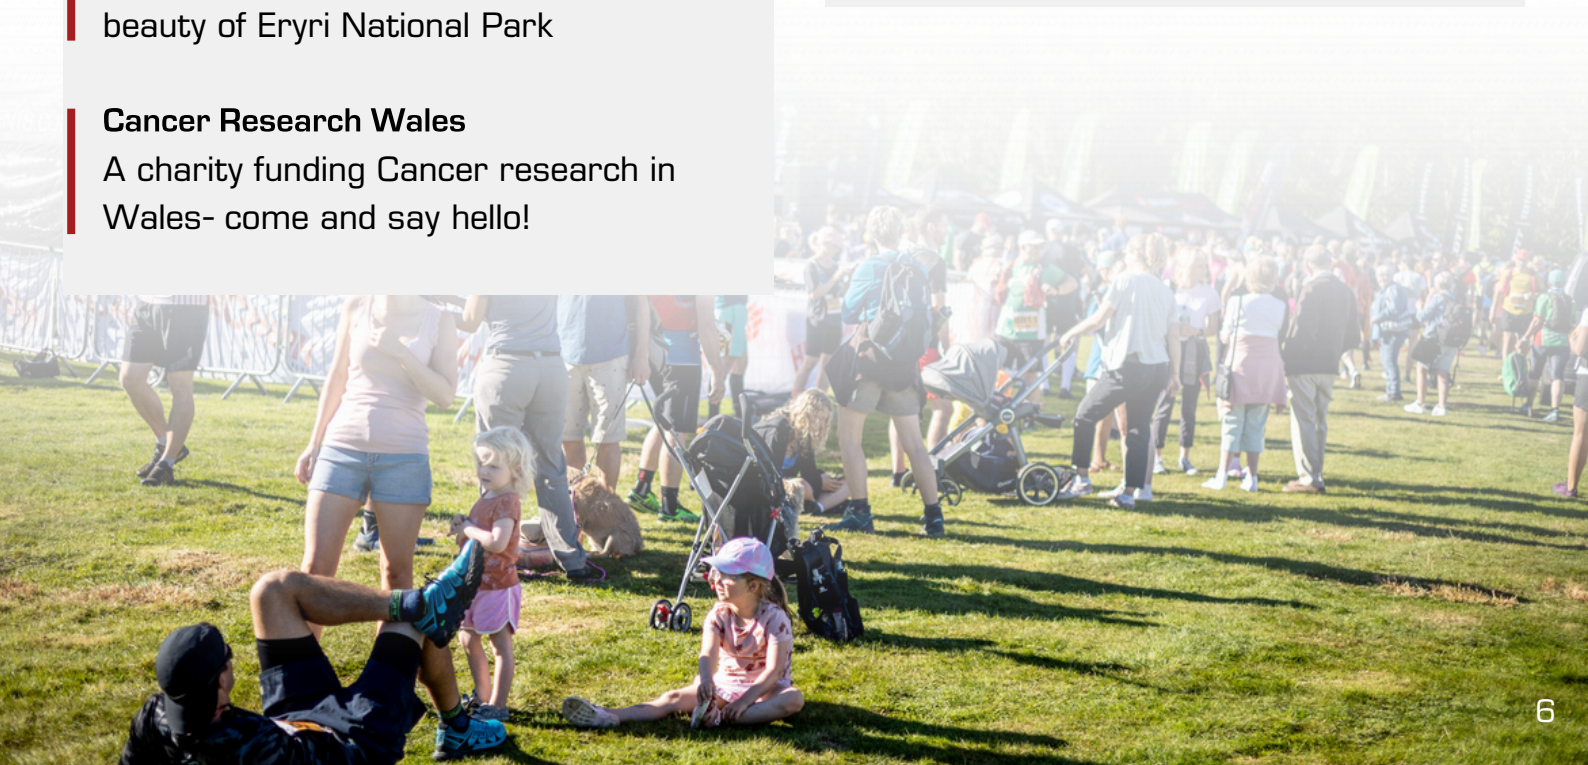 beauty of Eryri National Park
Cancer Research Wales
A charity funding Cancer research in
Wales- come and say hello!
6